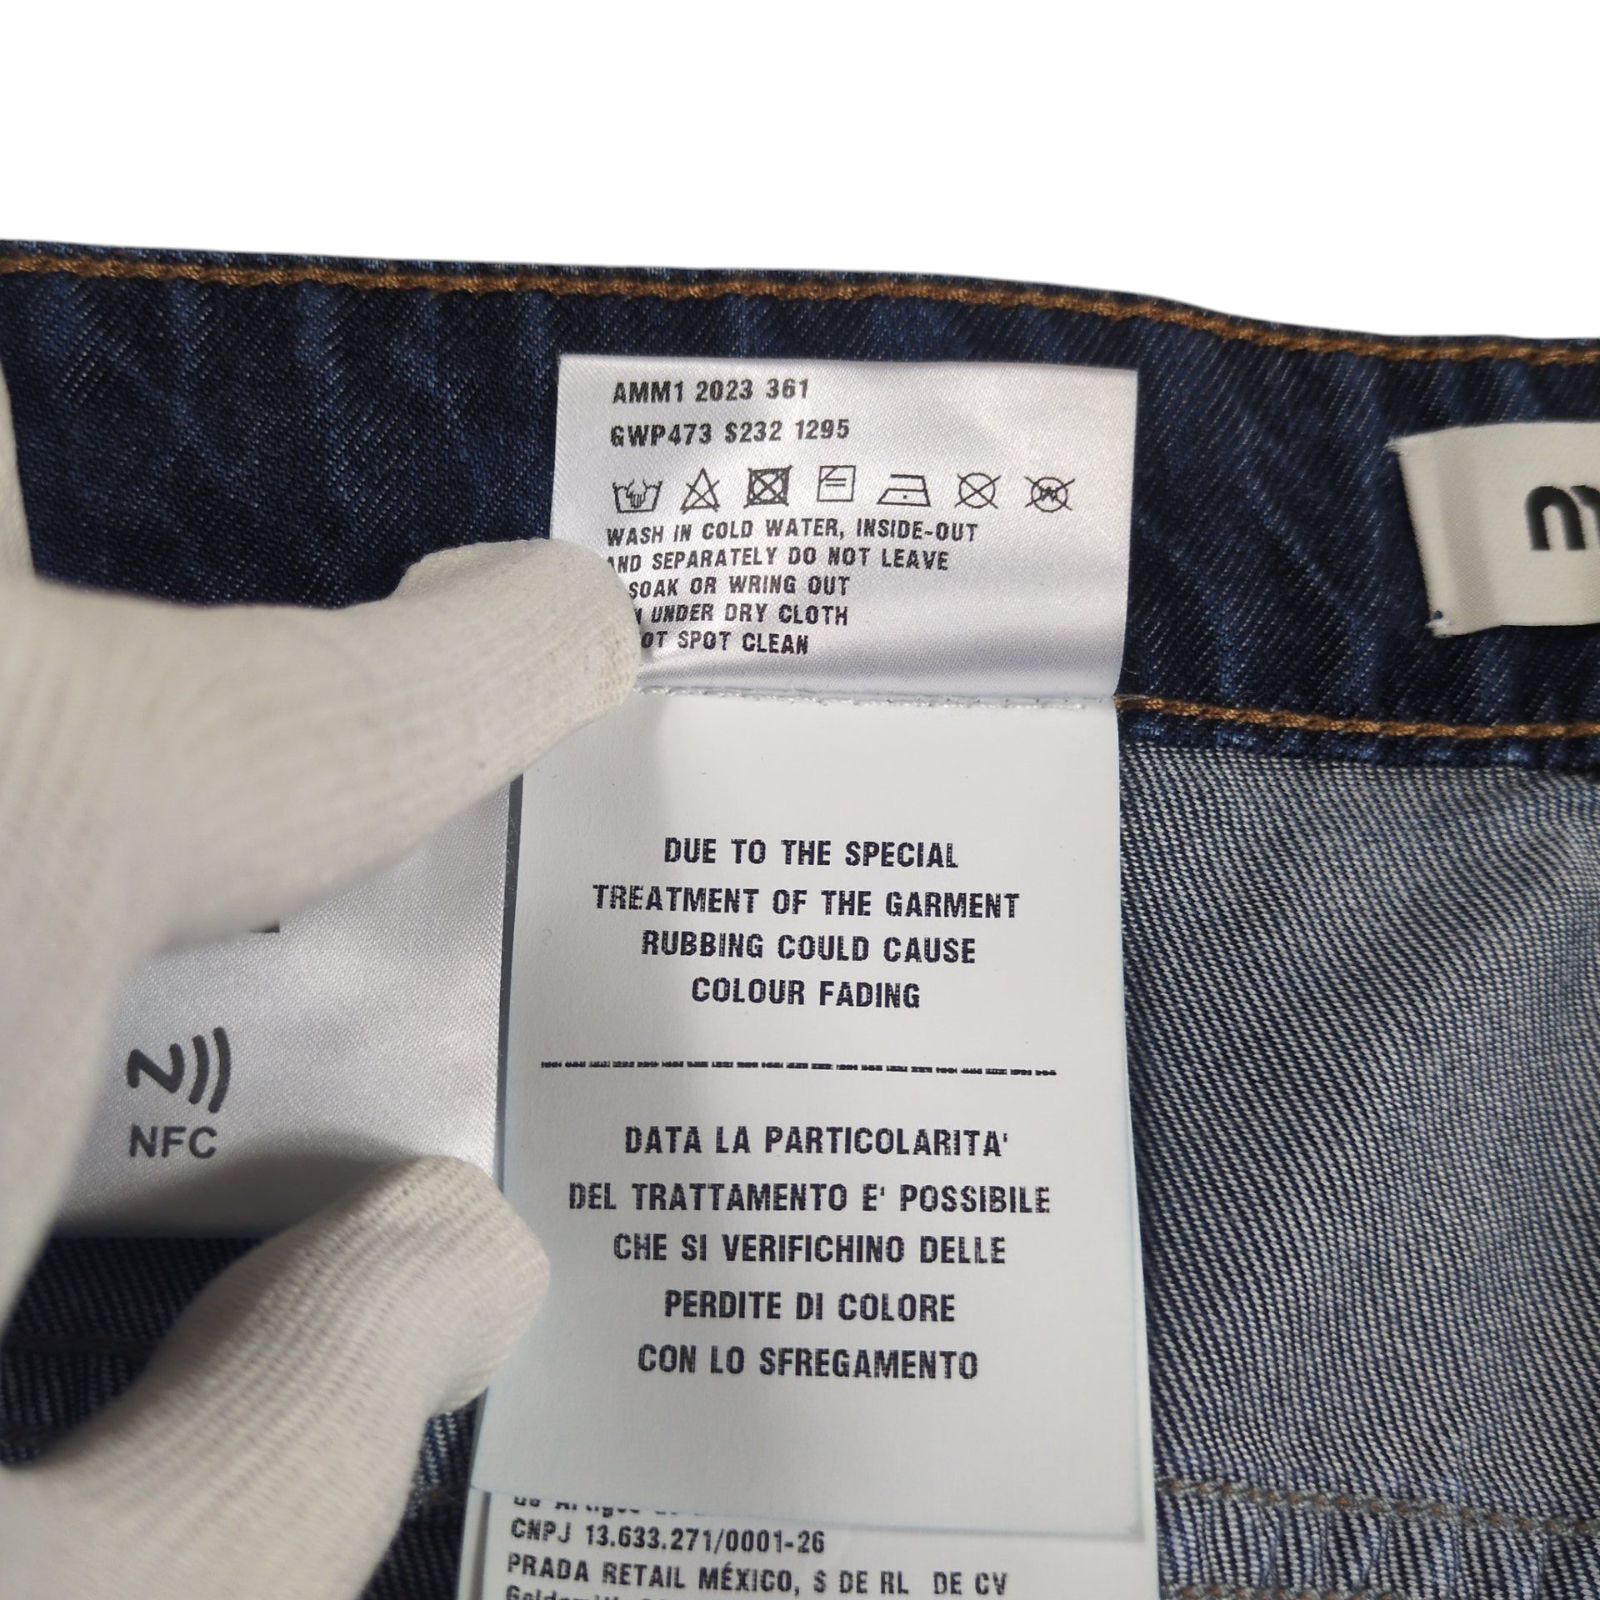 AMM1 2023 361
GWP473 S232 1295
WASH IN COLD WATER, INSIDE-OUT
AND SEPARATELY DO NOT LEAVE
SOAK OR WRING OUT
UNDER DRY CLOTH
SPOT CLEAN
DUE TO THE SPECIAL
TREATMENT OF THE GARMENT
RUBBING COULD CAUSE
COLOUR FADING
DATA LA PARTICOLARITA'
DEL TRATTAMENTO E' POSSIBILE
CHE SI VERIFICHINO DELLE
PERDITE DI COLORE
CON LO SFREGAMENTO
NFC
CNPJ 13.633.271/0001-26
PRADA RETAIL MÉXICO, S DE RL DE CV